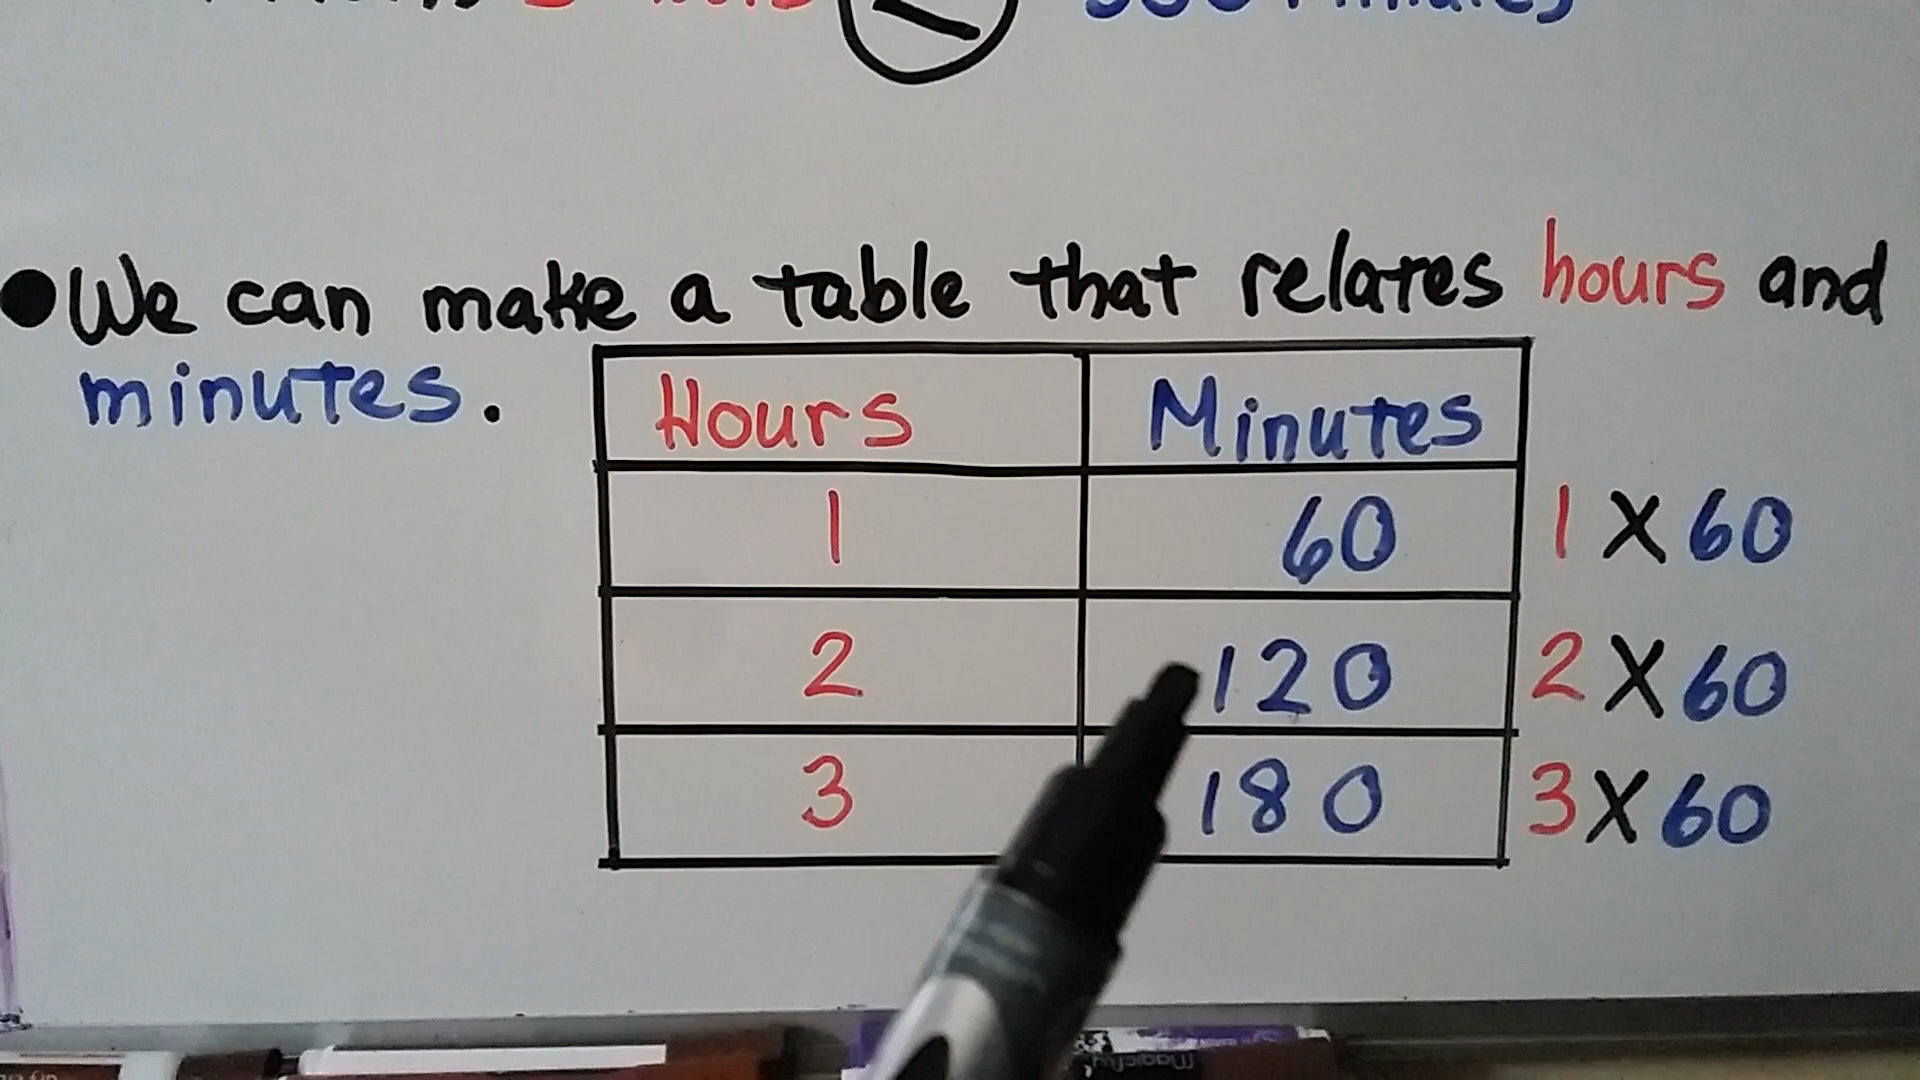 ●We can make a table that relates hours and
minutes.
Hours Minutes
1 60 1 X 60
2 120 2 X 60
3 180 3 X 60